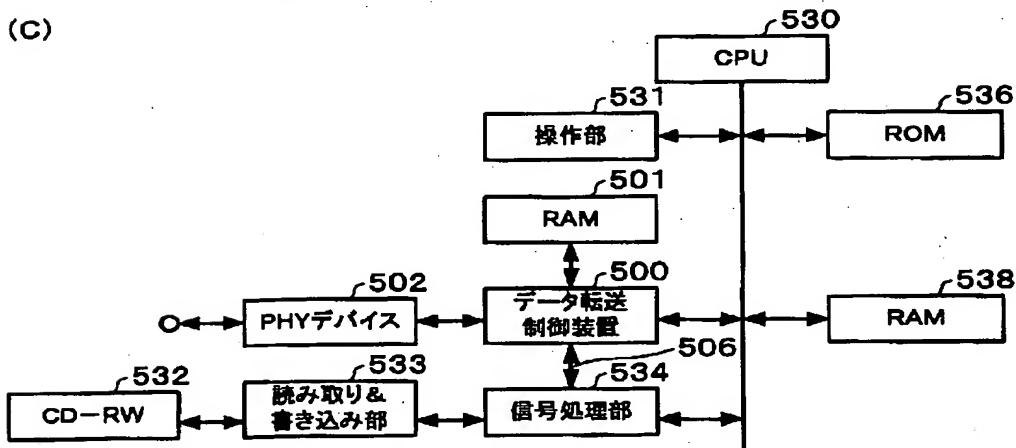 (C)
530
CPU
531
操作部
536
ROM
501
RAM
502
PHYデバイス
500
データ転送
制御装置
538
RAM
506
532
CD-RW
533
読み取り&
書き込み部
534
信号処理部